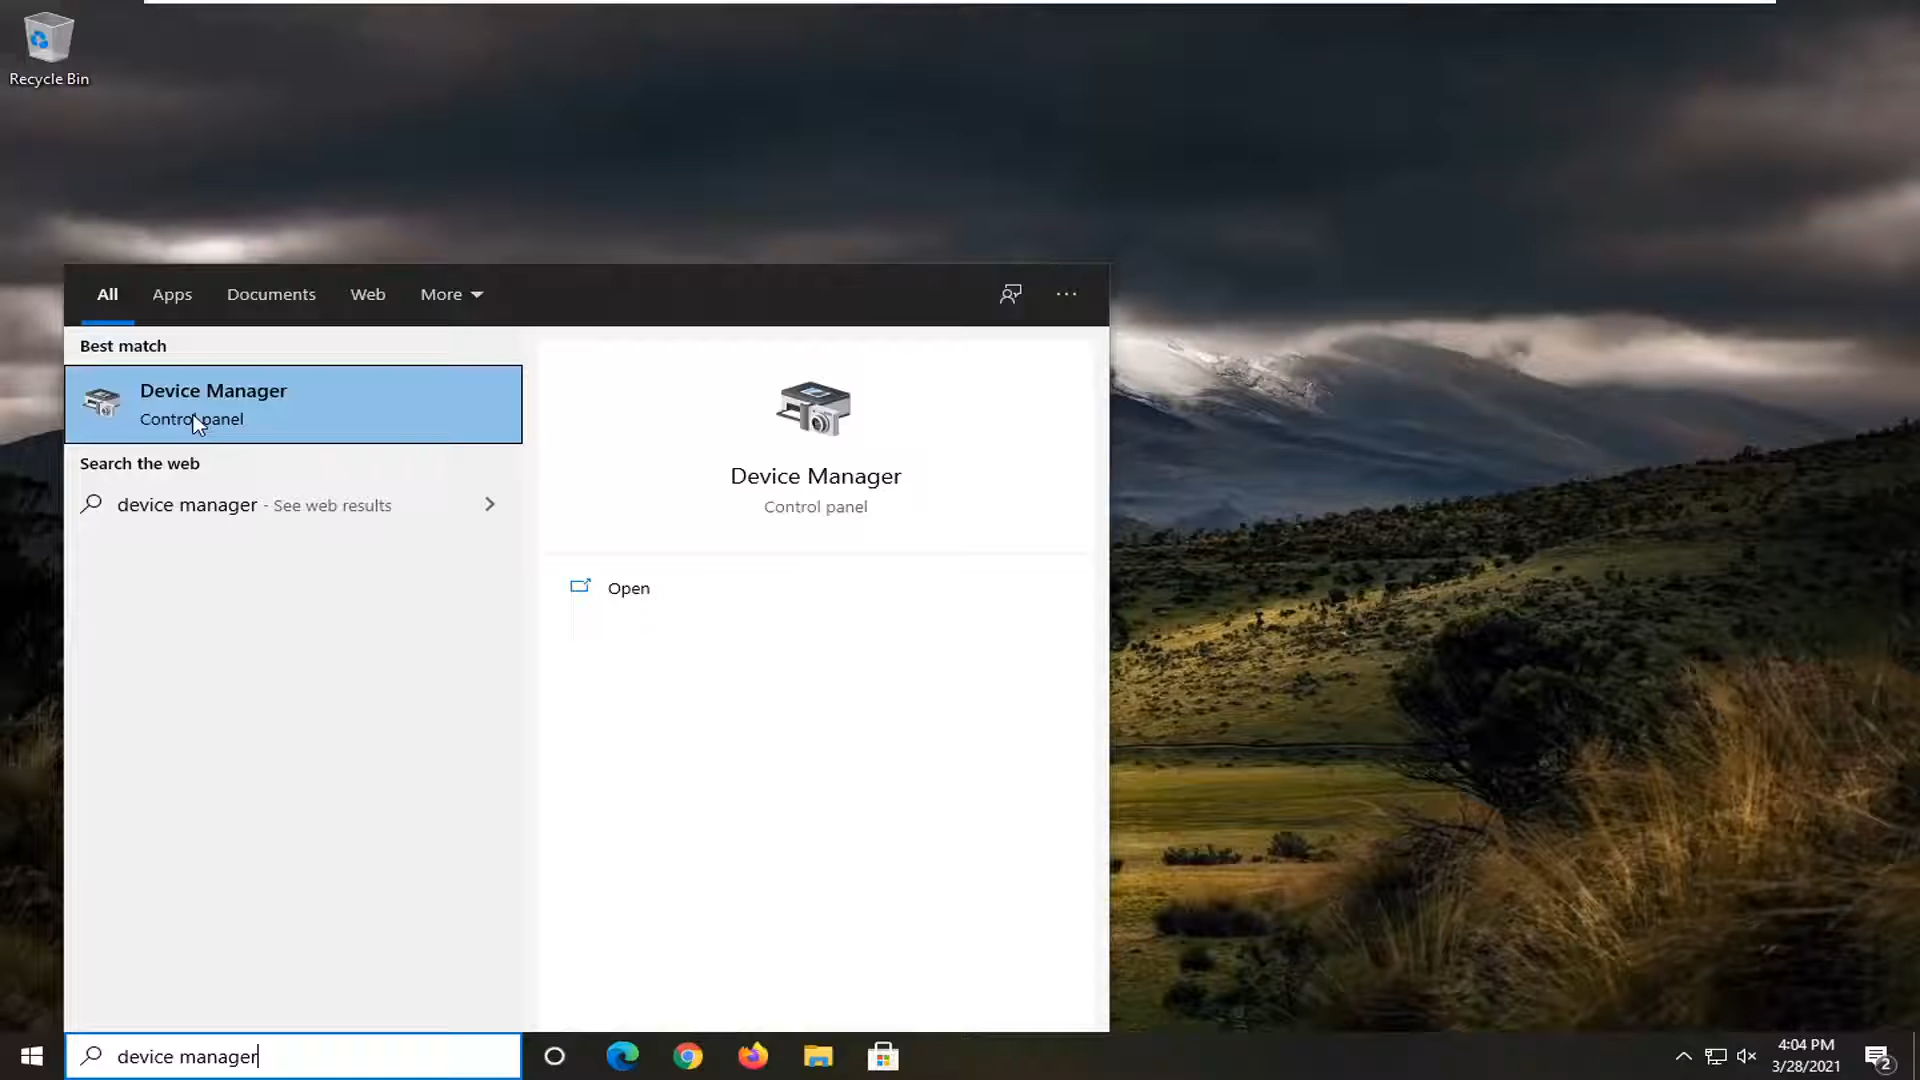 Recycle Bin
All Apps Documents Web More
Best match
Device Manager
Control panel
Search the web
device manager - See web results
Device Manager
Control panel
Open
device manager
4:04 PM
3/28/2021
2